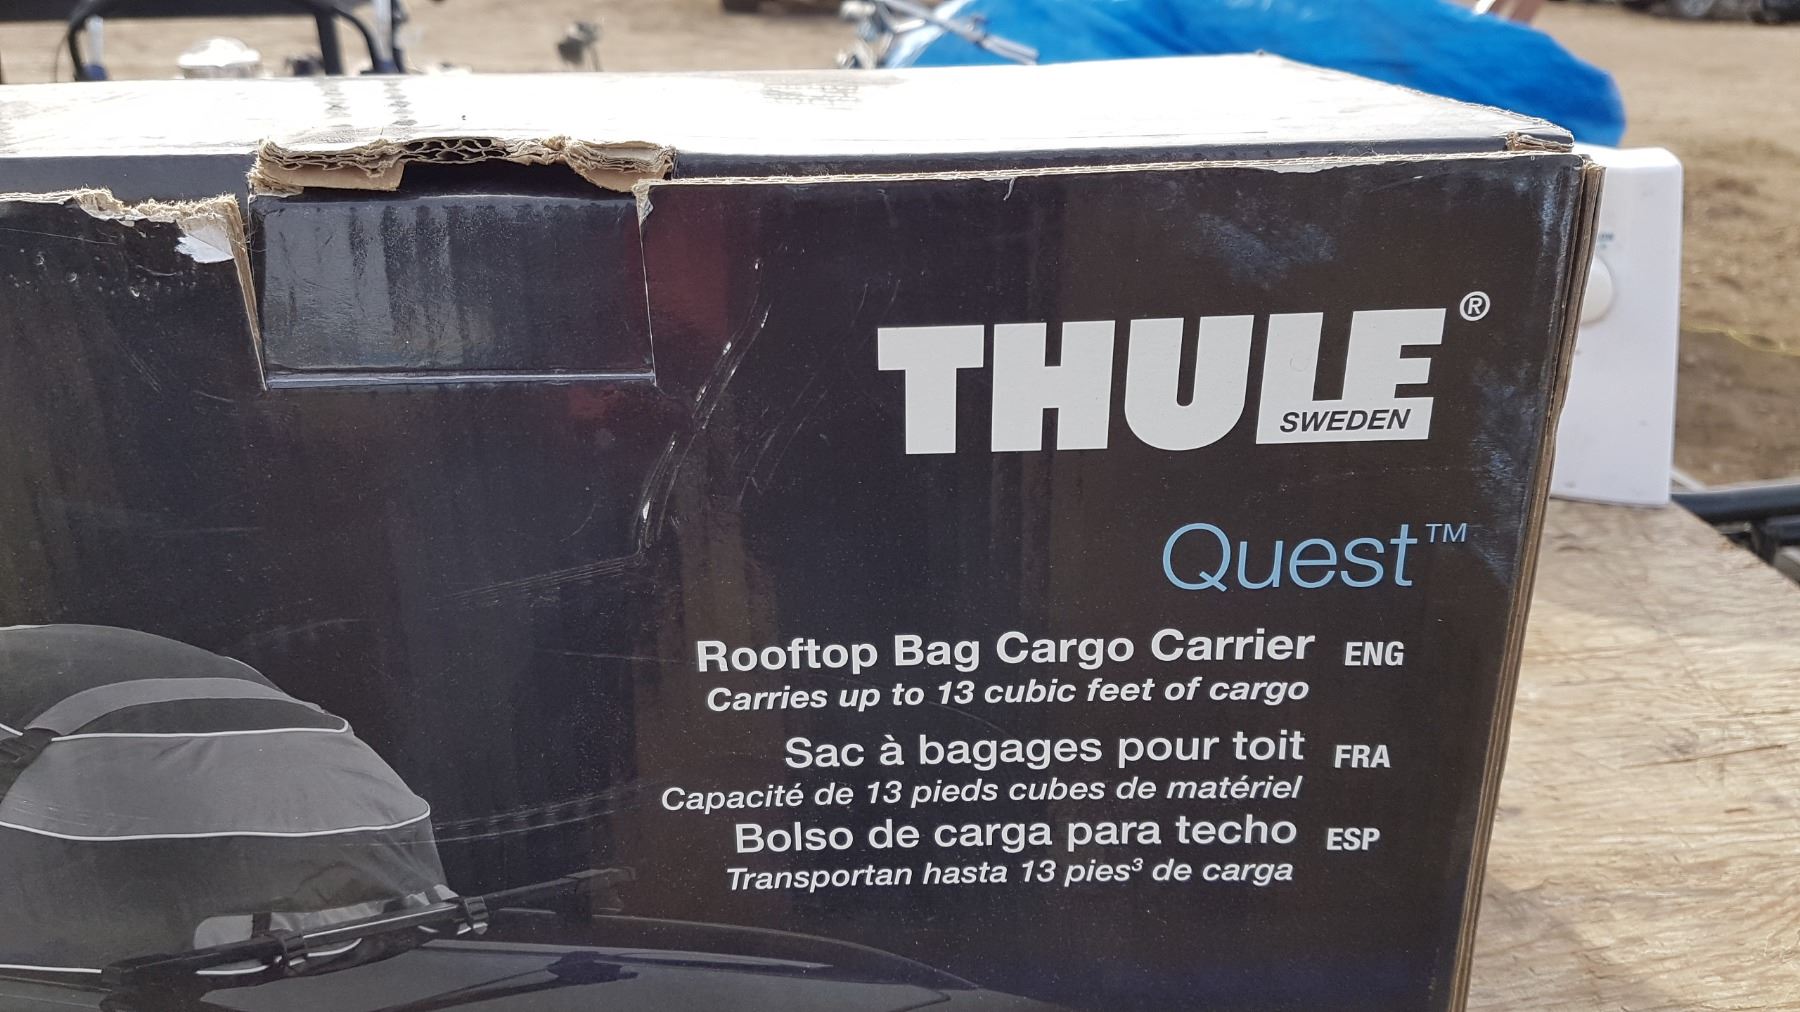 THULE®
SWEDEN
Quest™
Rooftop Bag Cargo Carrier ENG
Carries up to 13 cubic feet of cargo
Sac à bagages pour toit FRA
Capacité de 13 pieds cubes de matériel
Bolso de carga para techo ESP
Transportan hasta 13 pies³ de carga